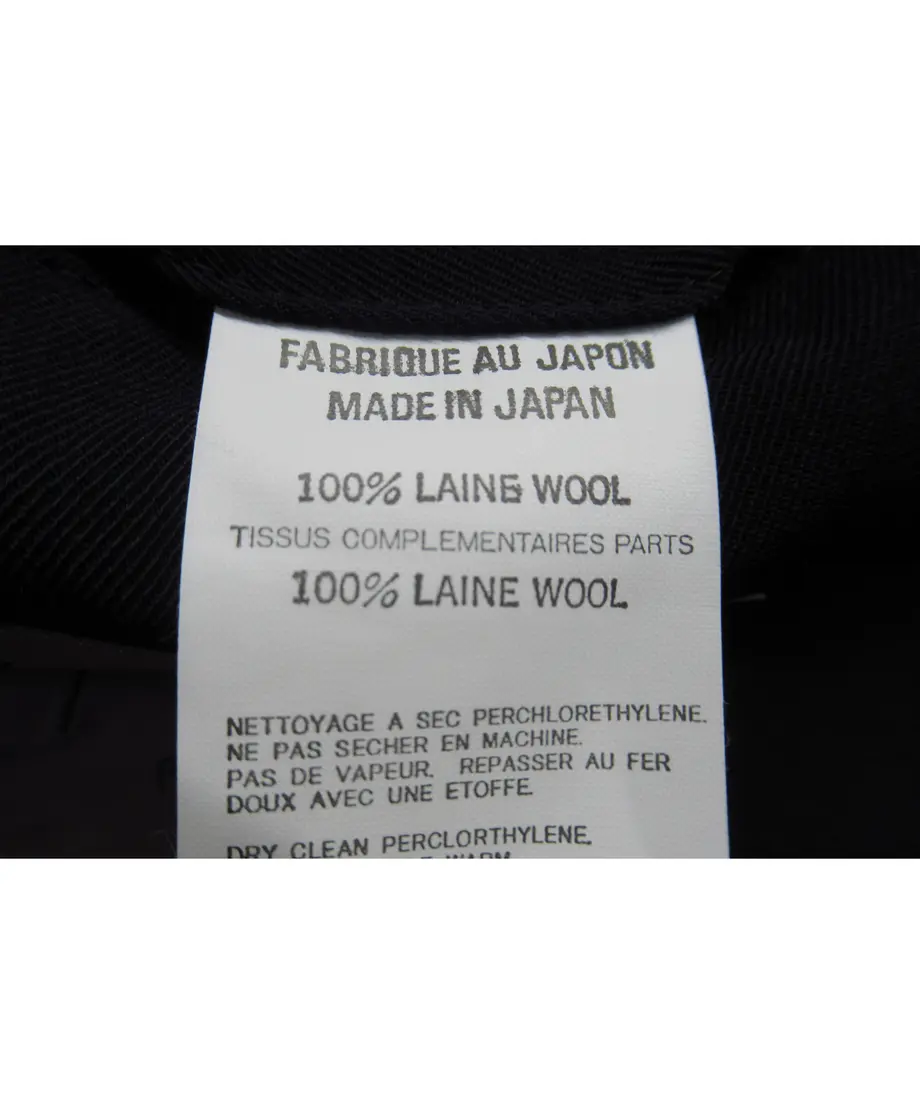 FABRIQUE AU JAPON
MADE IN JAPAN
100% LAINE WOOL
TISSUS COMPLEMENTAIRES PARTS
100% LAINE WOOL
NETTOYAGE A SEC PERCHLORETHYLENE.
NE PAS SECHER EN MACHINE.
PAS DE VAPEUR. REPASSER AU FER
DOUX AVEC UNE ETOFFE.
DRY CLEAN PERCLORTHYLENE.
WARM